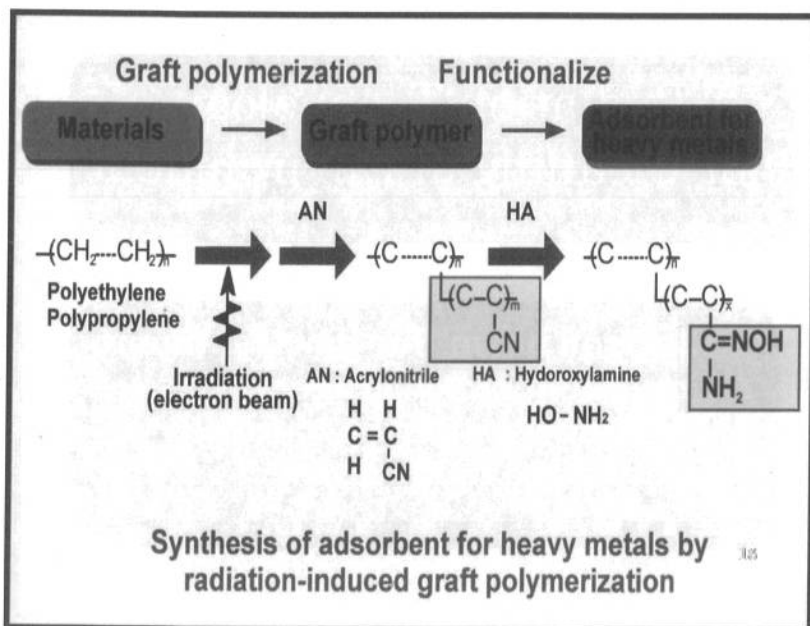 Graft polymerization Functionalize
Materials Graft polymer Adsorbent for
heavy metals
AN HA
-(CH2----CH2)n -(C ------ C)n -(C ------ C)n
(C-C)m (C-C)x
CN C=NOH
NH2
Polyethylene
Polypropylene
Irradiation
(electron beam)
AN : Acrylonitrile HA : Hydoroxylamine
H H
C = C
H CN
HO-NH2
Synthesis of adsorbent for heavy metals by
radiation-induced graft polymerization